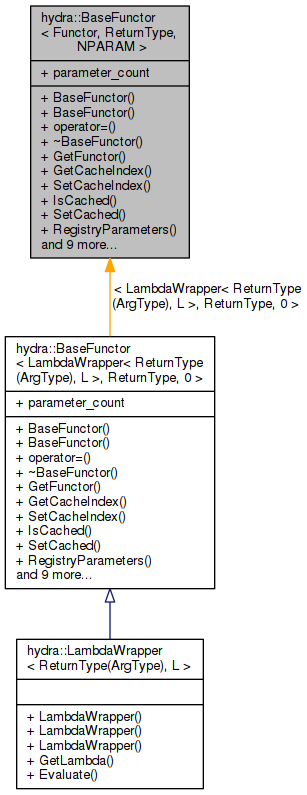 hydra::BaseFunctor
< Functor, ReturnType,
NPARAM >
+ parameter_count
+ BaseFunctor()
+ BaseFunctor()
+ operator=()
+ ~BaseFunctor()
+ GetFunctor()
+ GetCacheIndex()
+ SetCacheIndex()
+ IsCached()
+ SetCached()
+ RegistryParameters()
and 9 more...
< LambdaWrapper< ReturnType
(ArgType), L >, ReturnType, 0 >
hydra::BaseFunctor
< LambdaWrapper< ReturnType
(ArgType), L >, ReturnType, 0 >
+ parameter_count
+ BaseFunctor()
+ BaseFunctor()
+ operator=()
+ ~BaseFunctor()
+ GetFunctor()
+ GetCacheIndex()
+ SetCacheIndex()
+ IsCached()
+ SetCached()
+ RegistryParameters()
and 9 more...
hydra::LambdaWrapper
< ReturnType(ArgType), L >
+ LambdaWrapper()
+ LambdaWrapper()
+ LambdaWrapper()
+ GetLambda()
+ Evaluate()